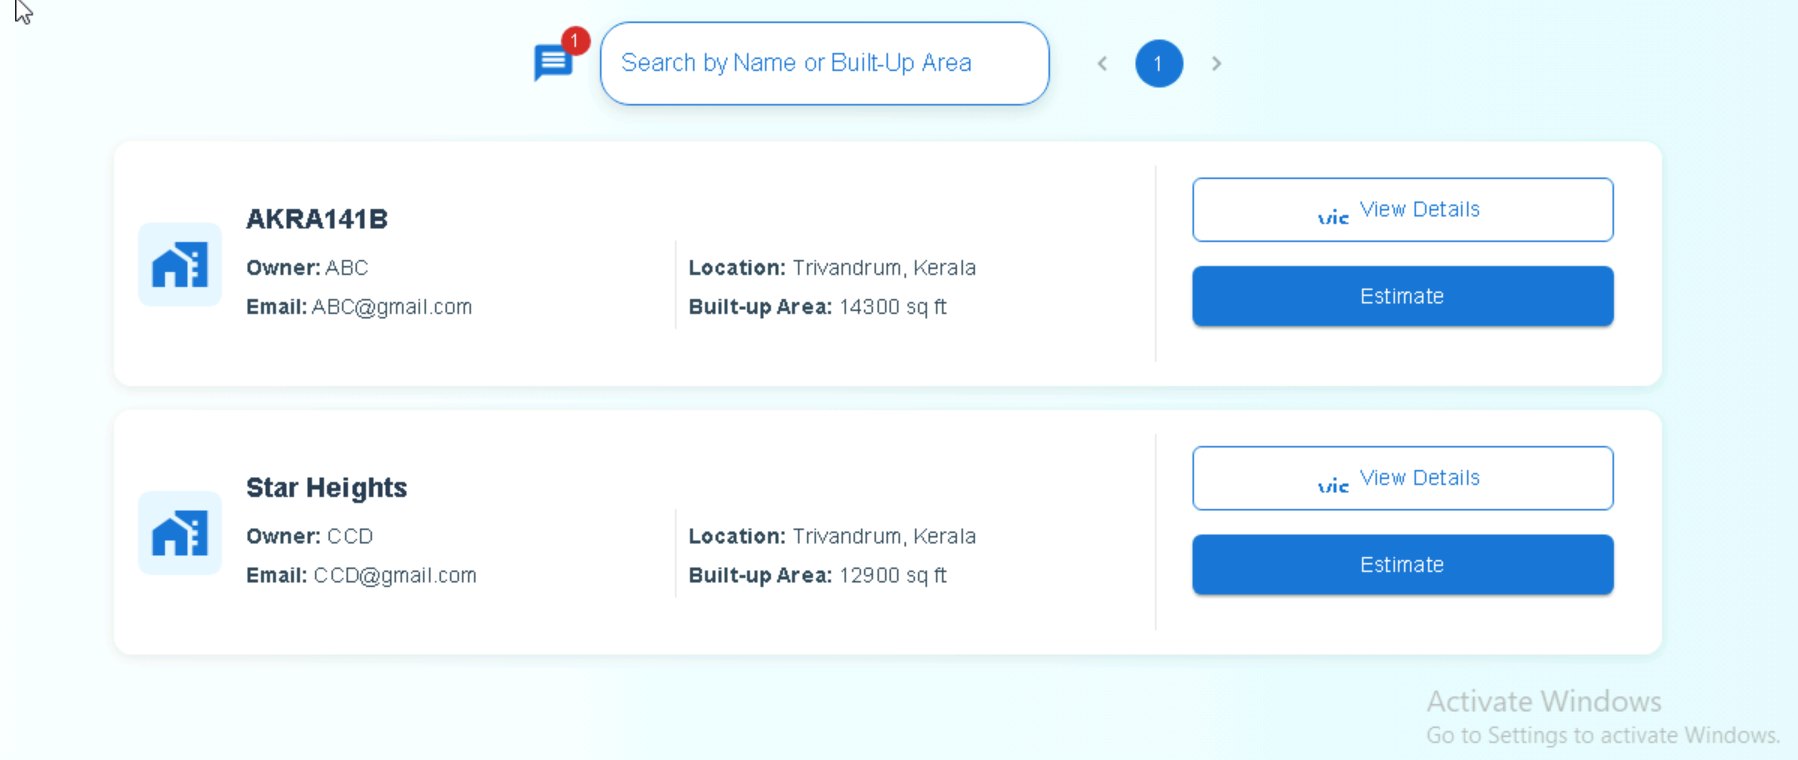 1
Search by Name or Built-Up Area
1
AKRA141B
Owner: ABC
Email: ABC@gmail.com
Location: Trivandrum, Kerala
Built-up Area: 14300 sq ft
View Details
Estimate
Star Heights
Owner: CCD
Email: CCD@gmail.com
Location: Trivandrum, Kerala
Built-up Area: 12900 sq ft
View Details
Estimate
Activate Windows
Go to Settings to activate Windows.